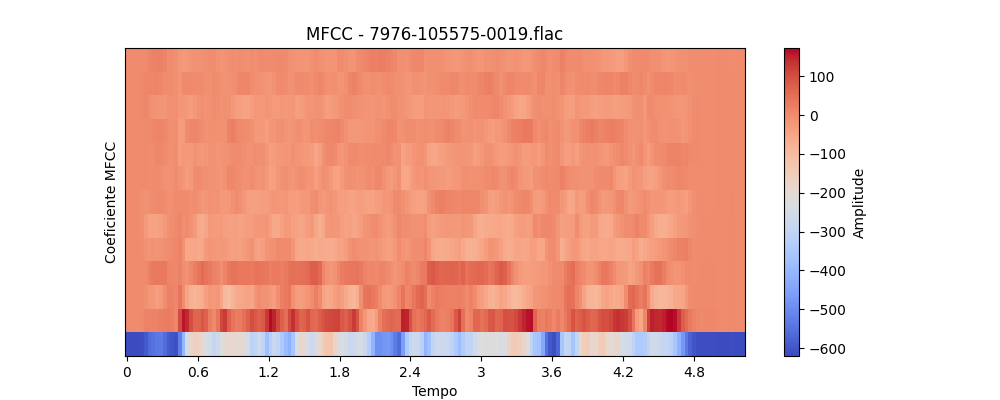 MFCC - 7976-105575-0019.flac
Coeficiente MFCC
0 0.6 1.2 1.8 2.4 3 3.6 4.2 4.8
Tempo
100
0
−100
−200
−300
−400
−500
−600
Amplitude